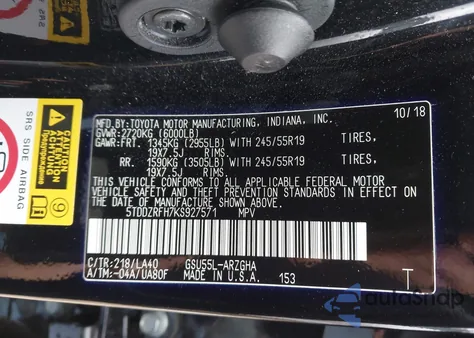 MFD.BY:TOYOTA MOTOR MANUFACTURING, INDIANA, INC. 10/18
GVWR:2720KG (6000LB)
GAWR:FRT. 1345KG (2955LB) WITH 245/55R19 TIRES,
19X7.5J RIMS,
RR. 1590KG (3505LB) WITH 245/55R19 TIRES,
19X7.5J RIMS,
THIS VEHICLE CONFORMS TO ALL APPLICABLE FEDERAL MOTOR
VEHICLE SAFETY AND THEFT PREVENTION STANDARDS IN EFFECT
ON THE DATE OF MANUFACTURE SHOWN ABOVE.
5TDDZRFH7KS927571 MPV
C/TR:218/LA40 GSU55L-ARZGHA
A/TM:-04A/UA80F MADE IN U.S.A. 153 T
SRS SIDE AIRBAG
autoSnap